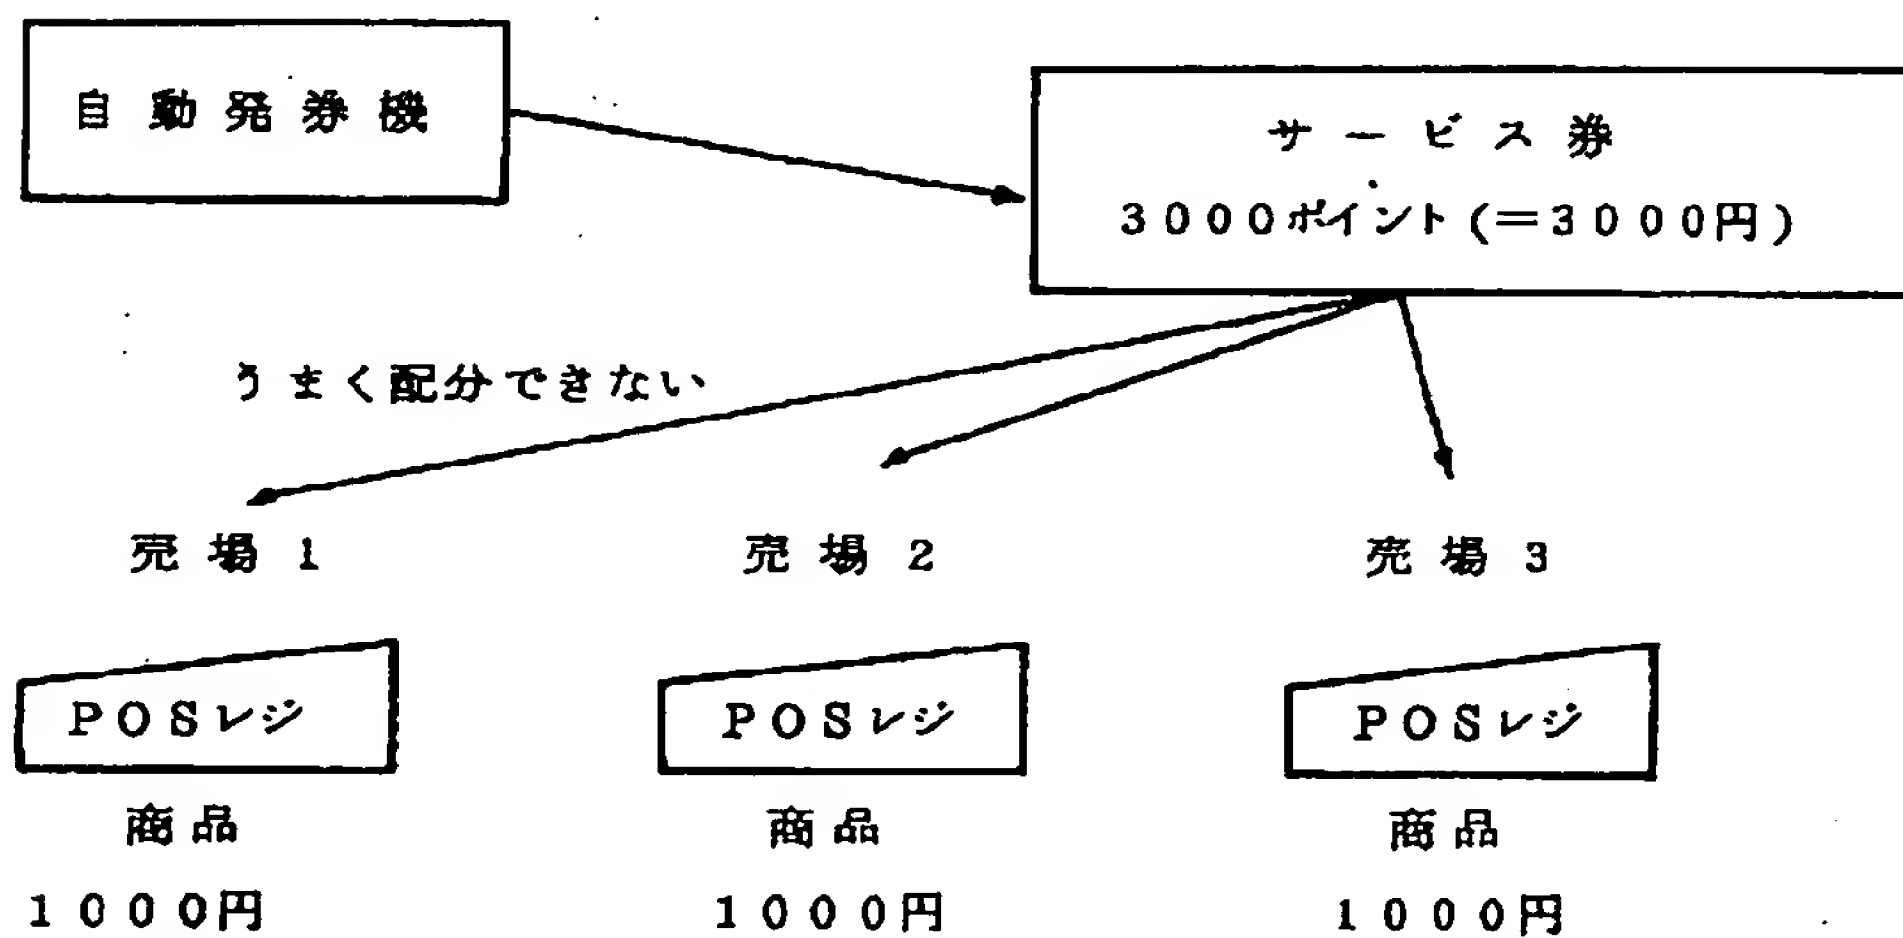 自動発券機
サービス券
3000ポイント(=3000円)
うまく配分できない
売場1
売場2
売場3
POSレジ
POSレジ
POSレジ
商品
商品
商品
1000円
1000円
1000円